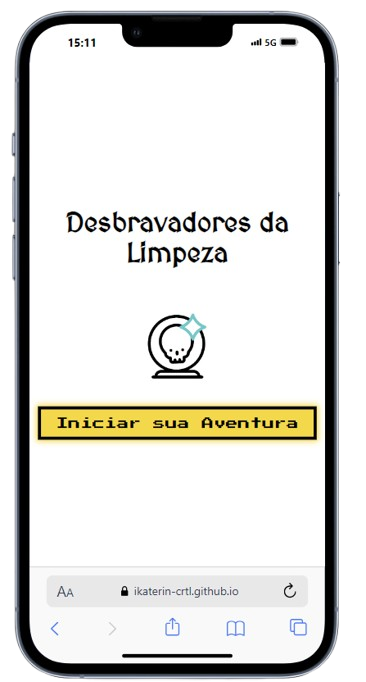 15:11
5G
Desbravadores da
Limpeza
Iniciar sua Aventura
AA
ikaterin-crtl.github.io